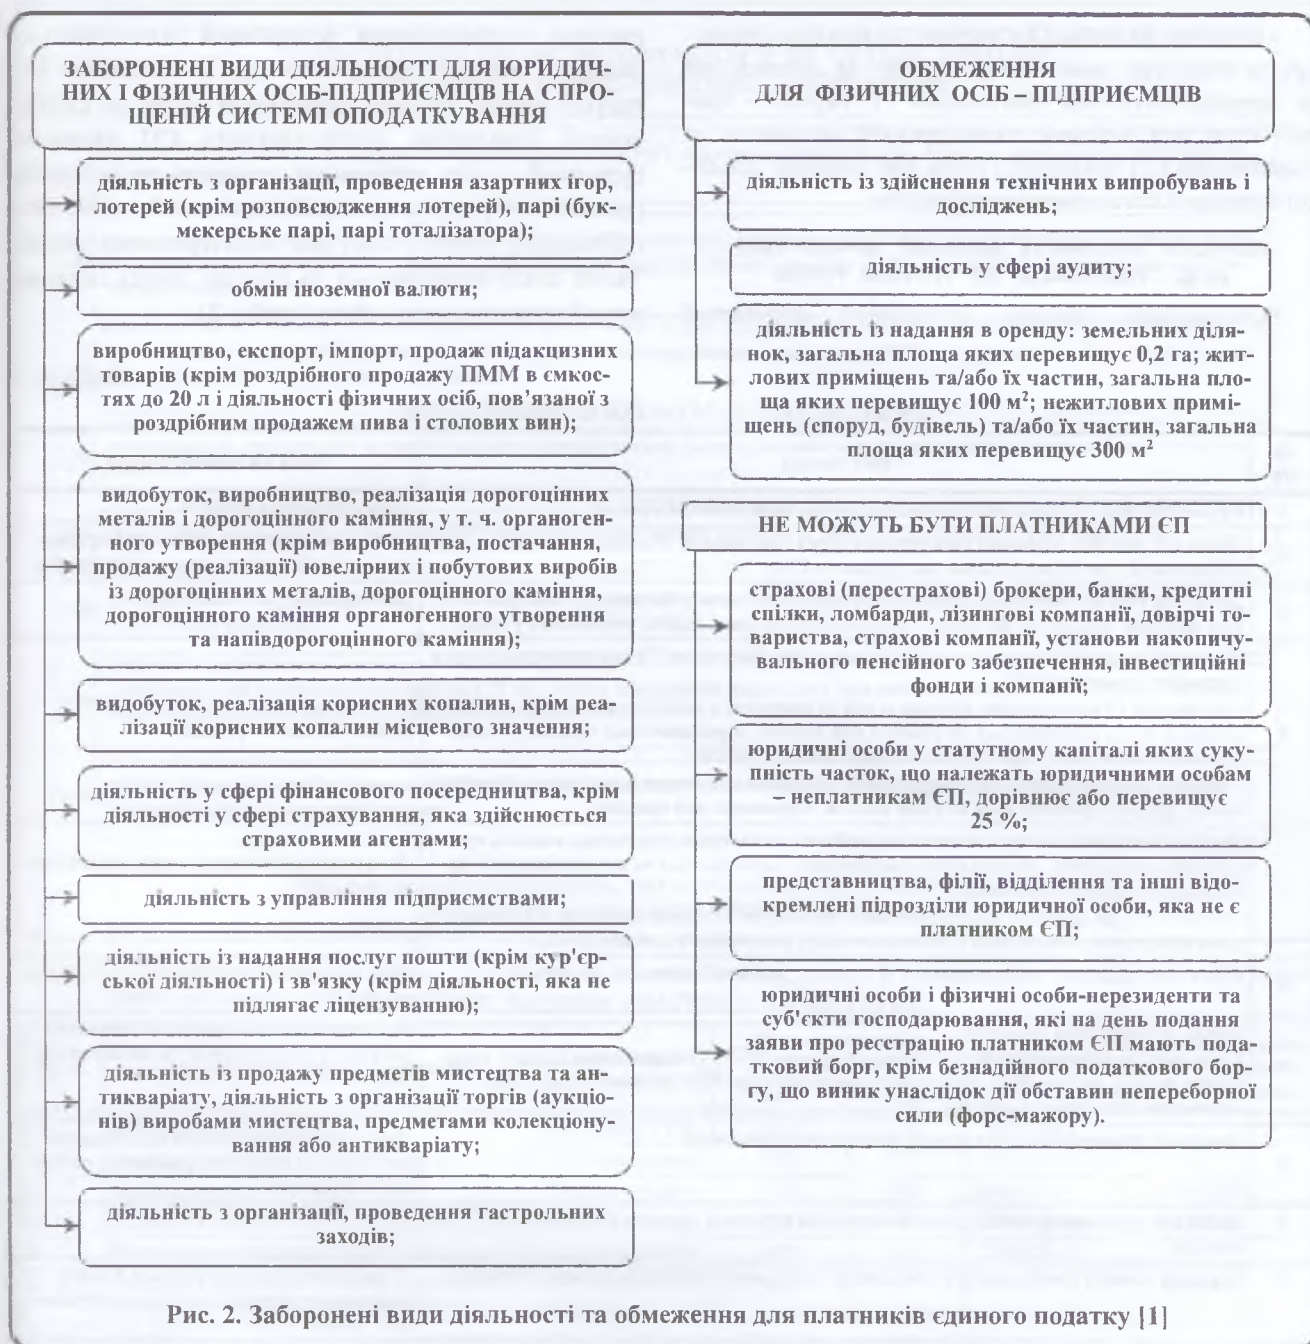 ЗАБОРОНЕНІ ВИДИ ДІЯЛЬНОСТІ ДЛЯ ЮРИДИЧ-
НИХ І ФІЗИЧНИХ ОСІБ-ПІДПРИЄМЦІВ НА СПРО-
ЩЕНІЙ СИСТЕМІ ОПОДАТКУВАННЯ
діяльність з організації, проведення азартних ігор,
лотерей (крім розповсюдження лотерей), парі (бук-
мекерське парі, парі тоталізатора);
обмін іноземної валюти;
виробництво, експорт, імпорт, продаж підакцизних
товарів (крім роздрібного продажу ПММ в ємкос-
тях до 20 л і діяльності фізичних осіб, пов'язаної з
роздрібним продажем пива і столових вин);
видобуток, виробництво, реалізація дорогоцінних
металів і дорогоцінного каміння, у т. ч. органоген-
ного утворення (крім виробництва, постачання,
продажу (реалізації) ювелірних і побутових виробів
із дорогоцінних металів, дорогоцінного каміння,
дорогоцінного каміння органогенного утворення
та напівдорогоцінного каміння);
видобуток, реалізація корисних копалин, крім реа-
лізації корисних копалин місцевого значення;
діяльність у сфері фінансового посередництва, крім
діяльності у сфері страхування, яка здійснюється
страховими агентами;
діяльність з управління підприємствами;
діяльність із надання послуг пошти (крім кур'єр-
ської діяльності) і зв'язку (крім діяльності, яка не
підлягає ліцензуванню);
діяльність із продажу предметів мистецтва та ан-
тикваріату, діяльність з організації торгів (аукціо-
нів) виробами мистецтва, предметами колекціону-
вання або антикваріату;
діяльність з організації, проведення гастрольних
заходів;
ОБМЕЖЕННЯ
ДЛЯ ФІЗИЧНИХ ОСІБ – ПІДПРИЄМЦІВ
діяльність із здійснення технічних випробувань і
досліджень;
діяльність у сфері аудиту;
діяльність із надання в оренду: земельних діля-
нок, загальна площа яких перевищує 0,2 га; жит-
лових приміщень та/або їх частин, загальна пло-
ща яких перевищує 100 м²; нежитлових примі-
щень (споруд, будівель) та/або їх частин, загальна
площа яких перевищує 300 м²
НЕ МОЖУТЬ БУТИ ПЛАТНИКАМИ ЄП
страхові (перестрахові) брокери, банки, кредитні
спілки, ломбарди, лізингові компанії, довірчі то-
вариства, страхові компанії, установи накопичу-
вального пенсійного забезпечення, інвестиційні
фонди і компанії;
юридичні особи у статутному капіталі яких суку-
пність часток, що належать юридичними особам
– неплатникам ЄП, дорівнює або перевищує
25 %;
представництва, філії, відділення та інші відо-
кремлені підрозділи юридичної особи, яка не є
платником ЄП;
юридичні особи і фізичні особи-нерезиденти та
суб'єкти господарювання, які на день подання
заяви про реєстрацію платником ЄП мають пода-
тковий борг, крім безнадійного податкового бор-
гу, що виник унаслідок дії обставин непереборної
сили (форс-мажору).
Рис. 2. Заборонені види діяльності та обмеження для платників єдиного податку [1]